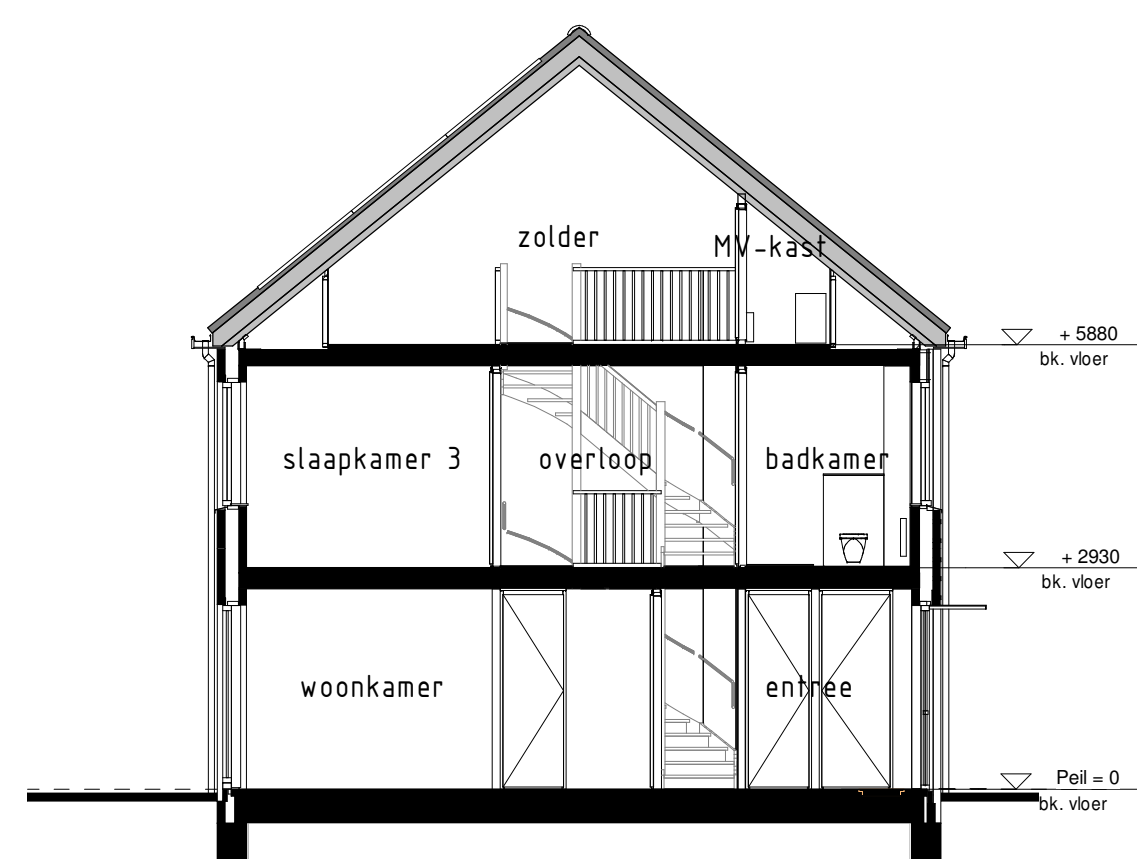 zolder
MV-kast
+ 5880
bk. vloer
slaapkamer 3
overloop
badkamer
+ 2930
bk. vloer
woonkamer
entree
Peil = 0
bk. vloer